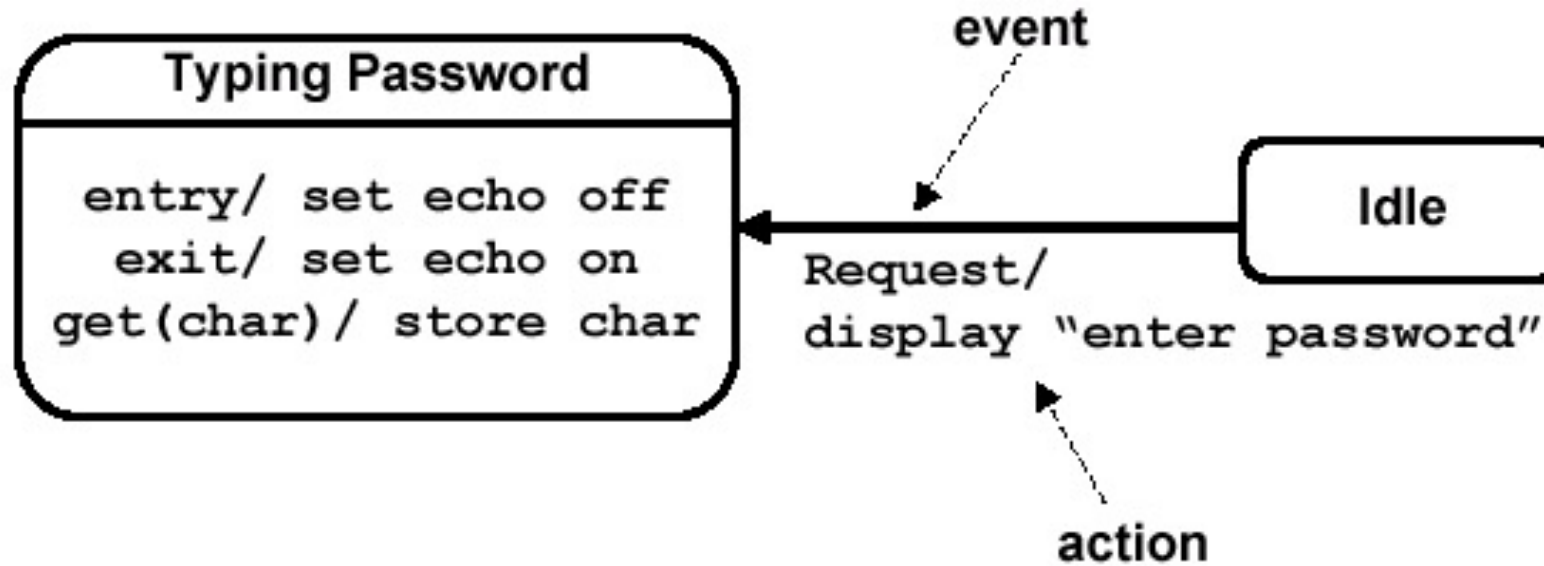 event
Typing Password
entry/ set echo off
exit/ set echo on
get(char)/ store char
Idle
Request/
display “enter password”
action